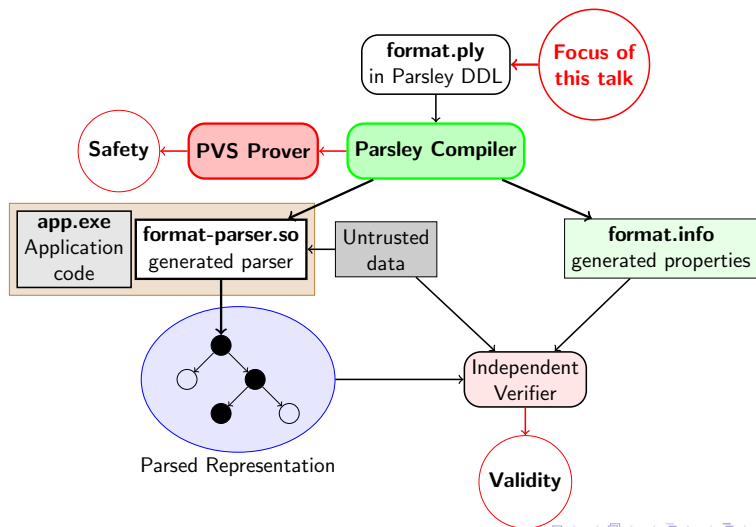 format.ply
in Parsley DDL
Focus of
this talk
Safety
PVS Prover
Parsley Compiler
app.exe
Application
code
format-parser.so
generated parser
Untrusted
data
format.info
generated properties
Independent
Verifier
Parsed Representation
Validity